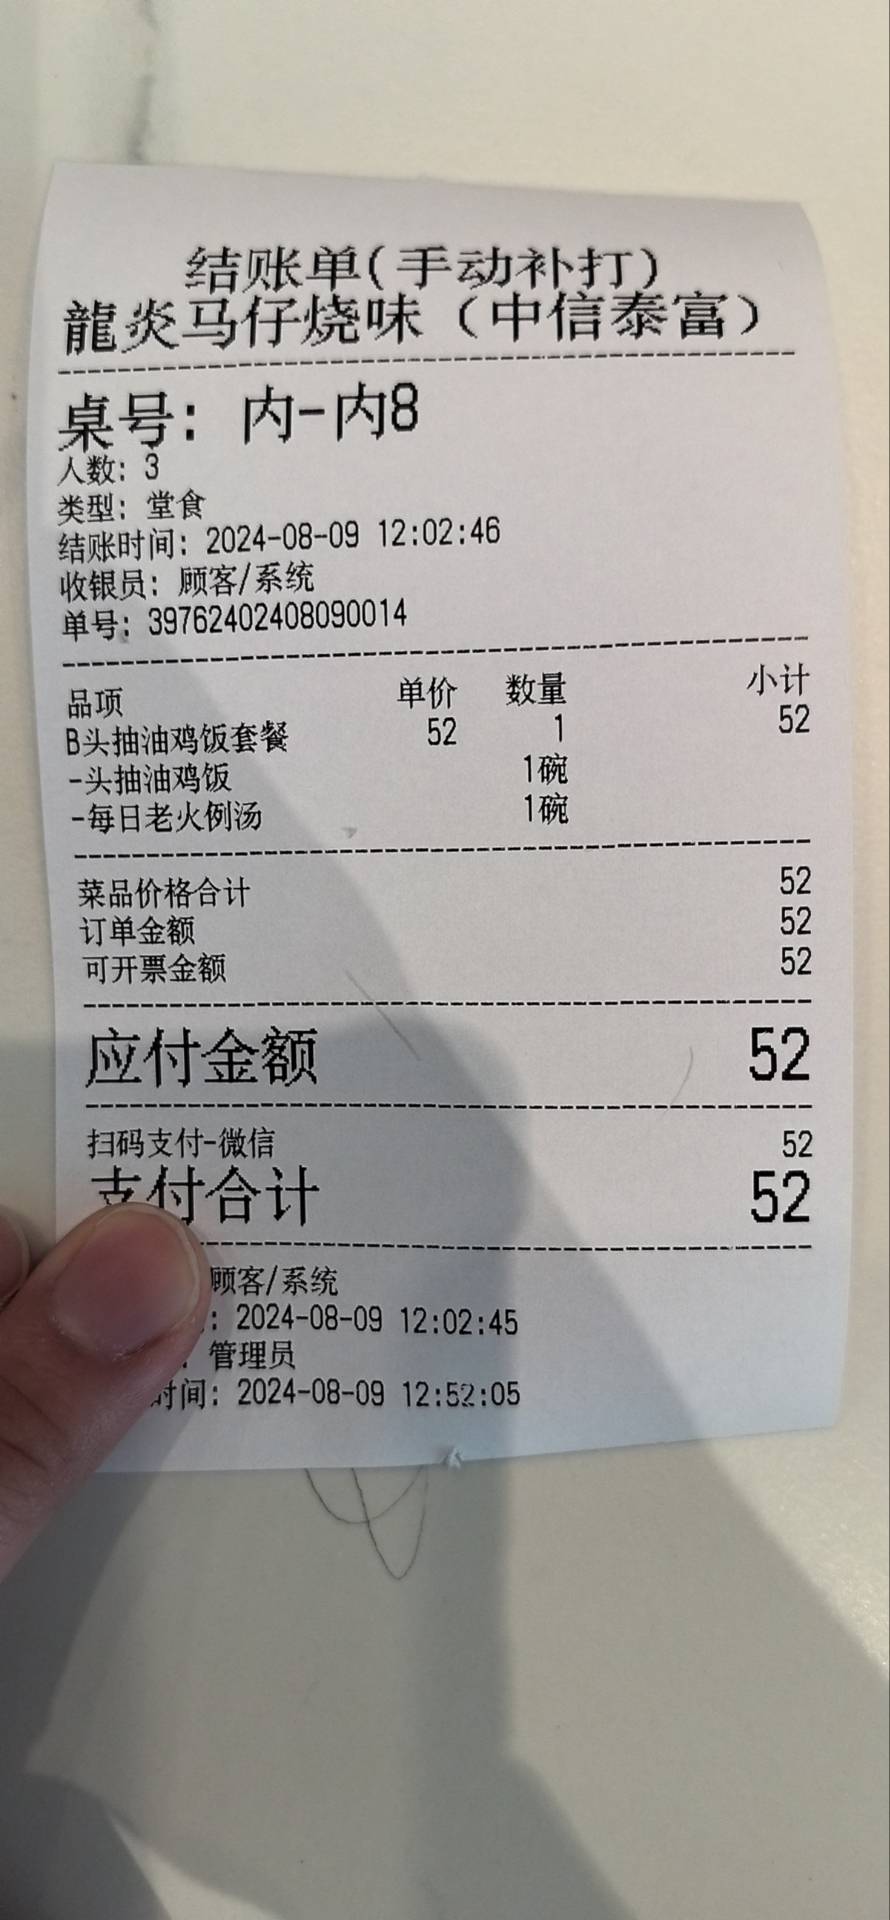 结账单(手动补打)
龍炎马仔烧味（中信泰富）
桌号: 内-内8
人数: 3
类型: 堂食
结账时间: 2024-08-09 12:02:46
收银员: 顾客/系统
单号: 39762402408090014
品项 单价 数量 小计
B头抽油鸡饭套餐 52 1 52
-头抽油鸡饭 1碗
-每日老火例汤 1碗
菜品价格合计 52
订单金额 52
可开票金额 52
应付金额 52
扫码支付-微信 52
支付合计 52
顾客/系统
: 2024-08-09 12:02:45
: 管理员
时间: 2024-08-09 12:52:05